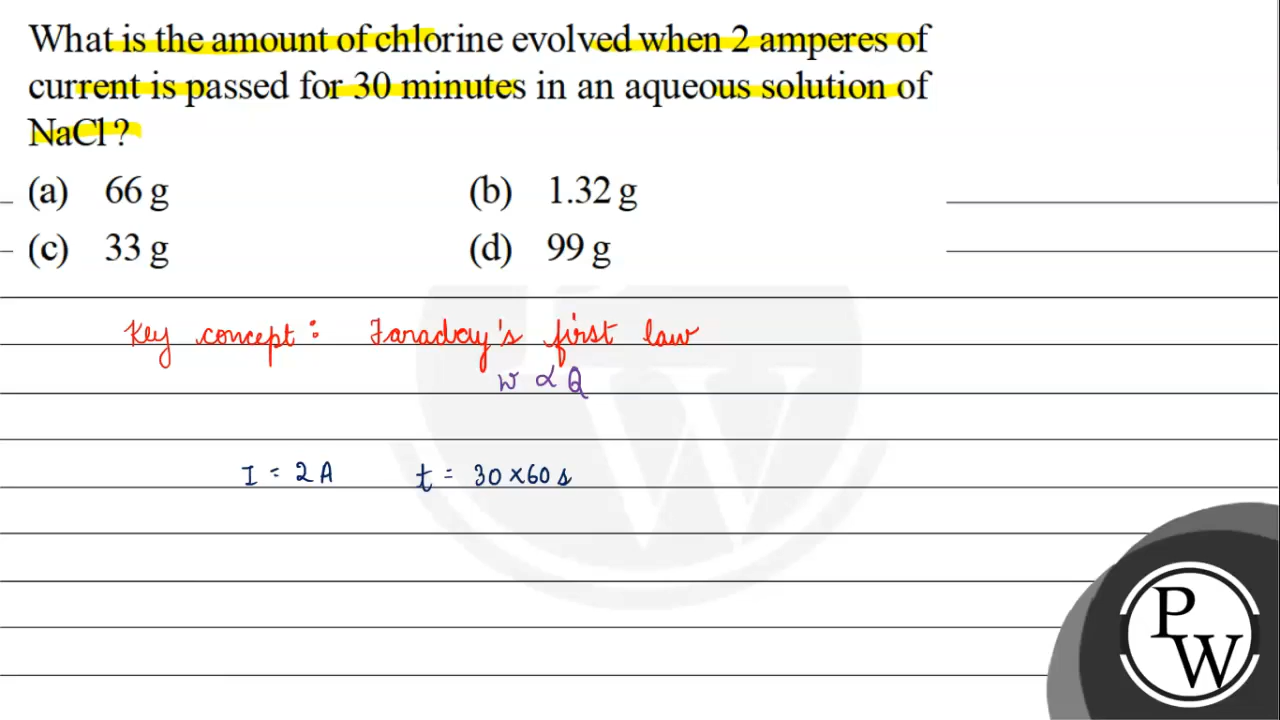 What is the amount of chlorine evolved when 2 amperes of
current is passed for 30 minutes in an aqueous solution of
NaCl ?
(a) 66 g (b) 1.32 g
(c) 33 g (d) 99 g
Key concept : Faraday's first law
W ∝ Q
I = 2 A t = 30 × 60 s
P
W